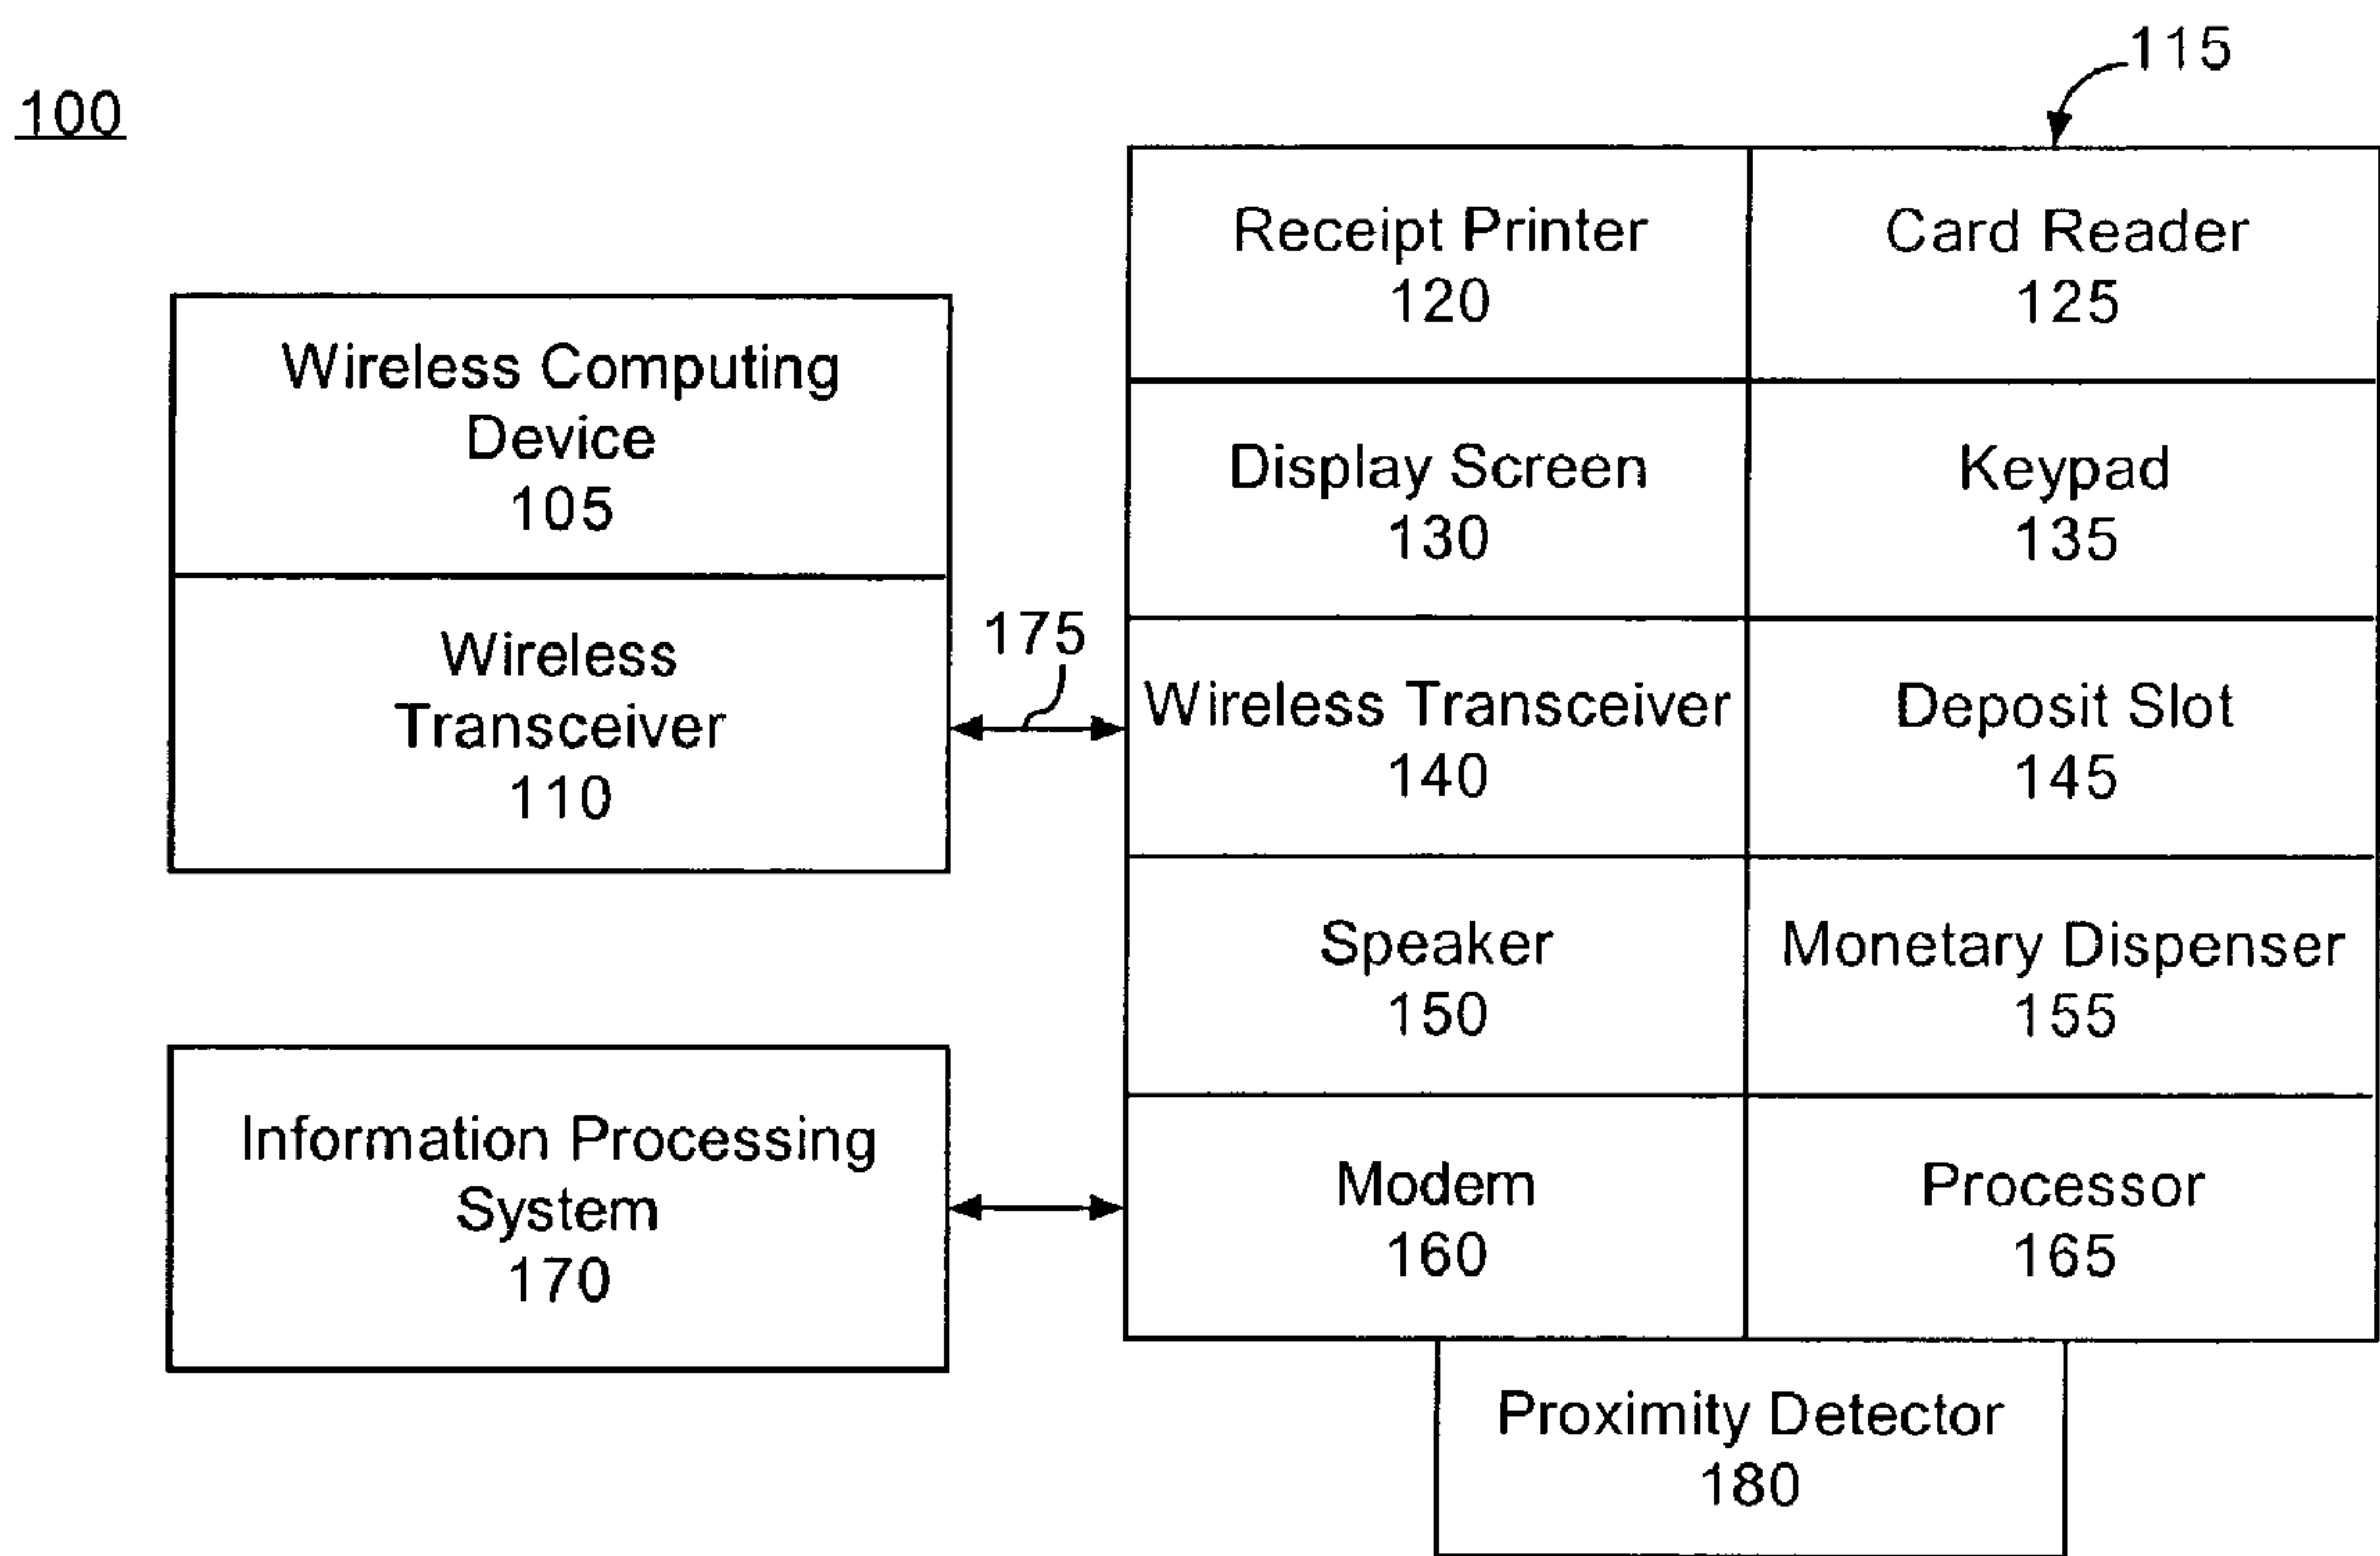 100
115
Receipt Printer
120
Card Reader
125
Wireless Computing
Device
105
Display Screen
130
Keypad
135
Wireless
Transceiver
110
175
Wireless Transceiver
140
Deposit Slot
145
Speaker
150
Monetary Dispenser
155
Information Processing
System
170
Modem
160
Processor
165
Proximity Detector
180